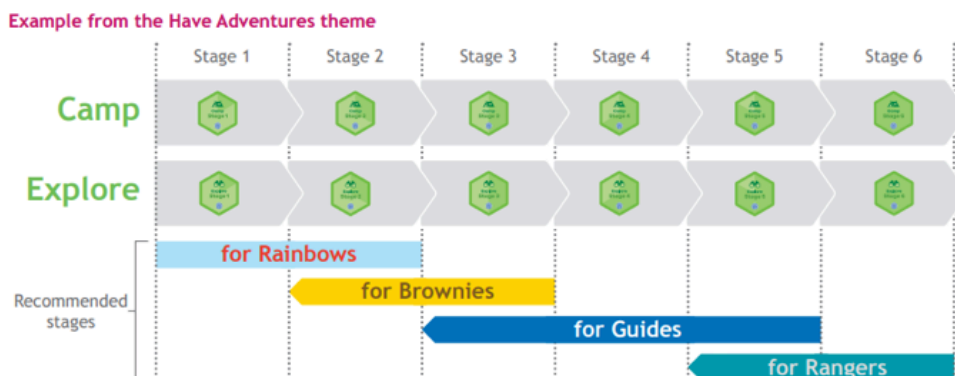 Example from the Have Adventures theme
Stage 1 Stage 2 Stage 3 Stage 4 Stage 5 Stage 6
Camp
Explore
for Rainbows
for Brownies
Recommended
stages
for Guides
for Rangers